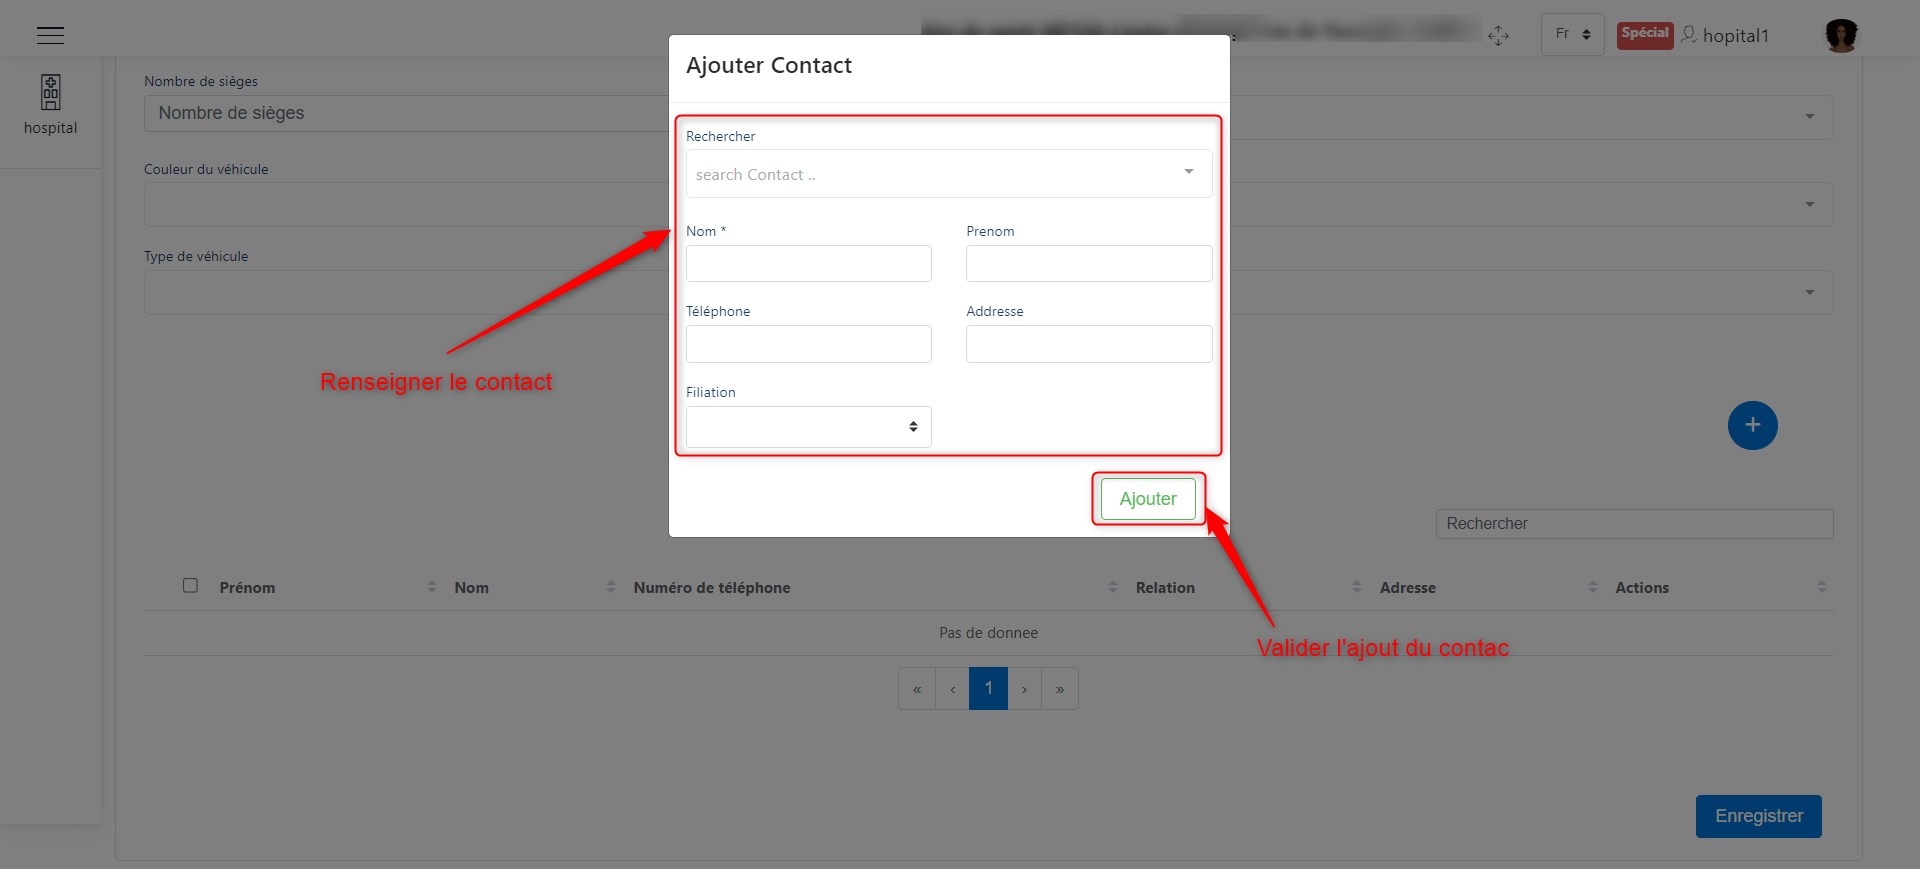 Fr
Spécial
hopital1
hospital
Nombre de sièges
Nombre de sièges
Couleur du véhicule
Type de véhicule
Ajouter Contact
Rechercher
search Contact ..
Nom *
Prenom
Téléphone
Addresse
Filiation
Ajouter
Renseigner le contact
+
Rechercher
Prénom
Nom
Numéro de téléphone
Relation
Adresse
Actions
Pas de donnee
Valider l'ajout du contac
« ‹ 1 › »
Enregistrer